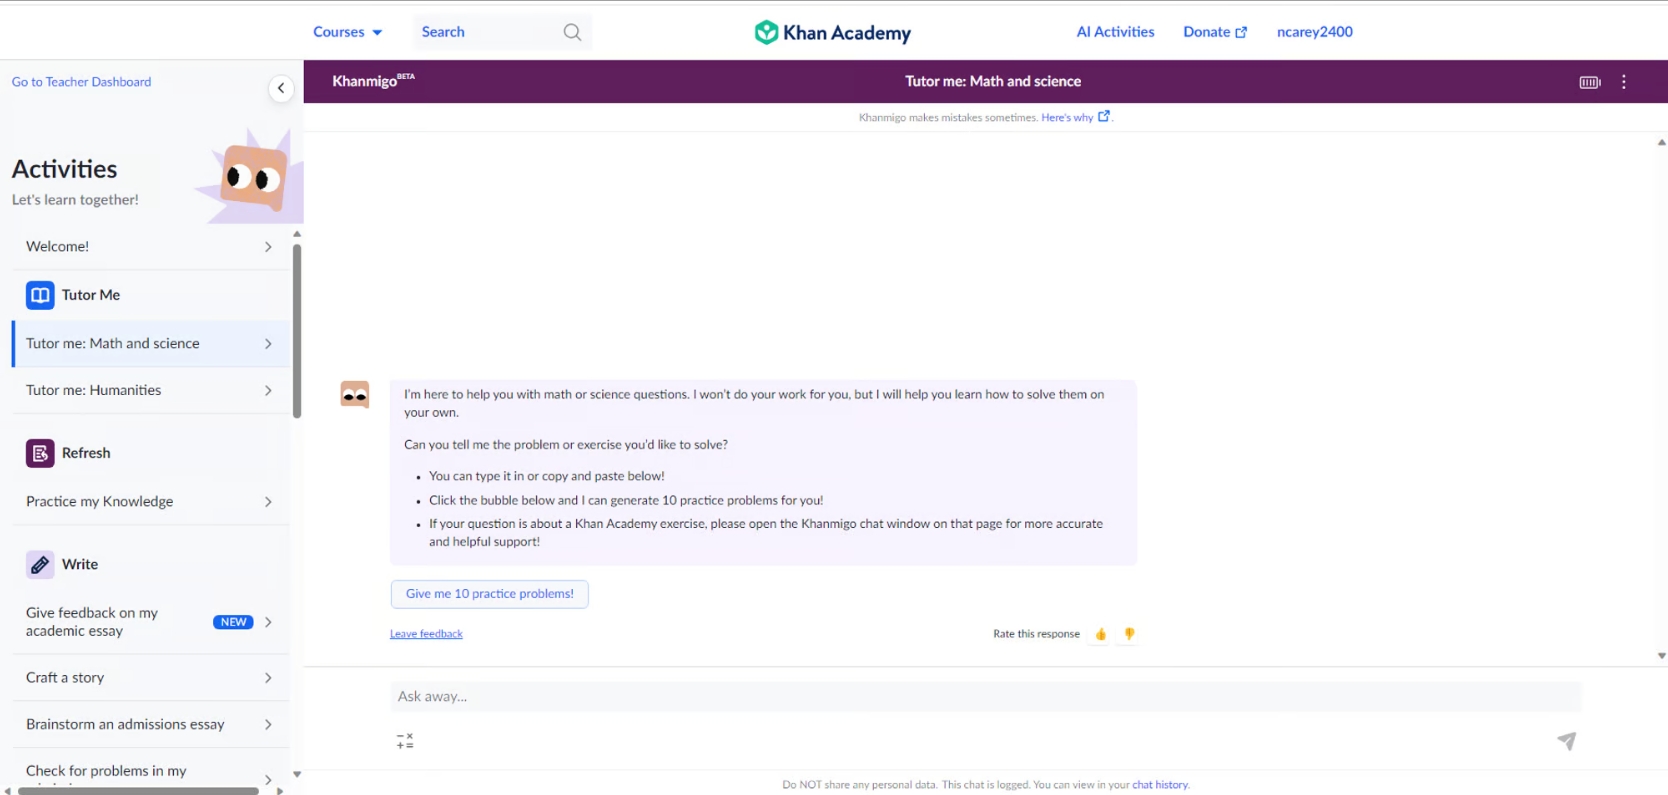 Courses
Search
Khan Academy
AI Activities
Donate
ncarey2400
Go to Teacher Dashboard
Activities
Let's learn together!
Welcome!
Tutor Me
Tutor me: Math and science
Tutor me: Humanities
Refresh
Practice my Knowledge
Write
Give feedback on my
academic essay
NEW
Craft a story
Brainstorm an admissions essay
Check for problems in my
Khanmigo BETA
Tutor me: Math and science
Khanmigo makes mistakes sometimes. Here's why .
I'm here to help you with math or science questions. I won't do your work for you, but I will help you learn how to solve them on
your own.
Can you tell me the problem or exercise you'd like to solve?
• You can type it in or copy and paste below!
• Click the bubble below and I can generate 10 practice problems for you!
• If your question is about a Khan Academy exercise, please open the Khanmigo chat window on that page for more accurate
and helpful support!
Give me 10 practice problems!
Leave feedback
Rate this response
Ask away...
Do NOT share any personal data. This chat is logged. You can view in your chat history.